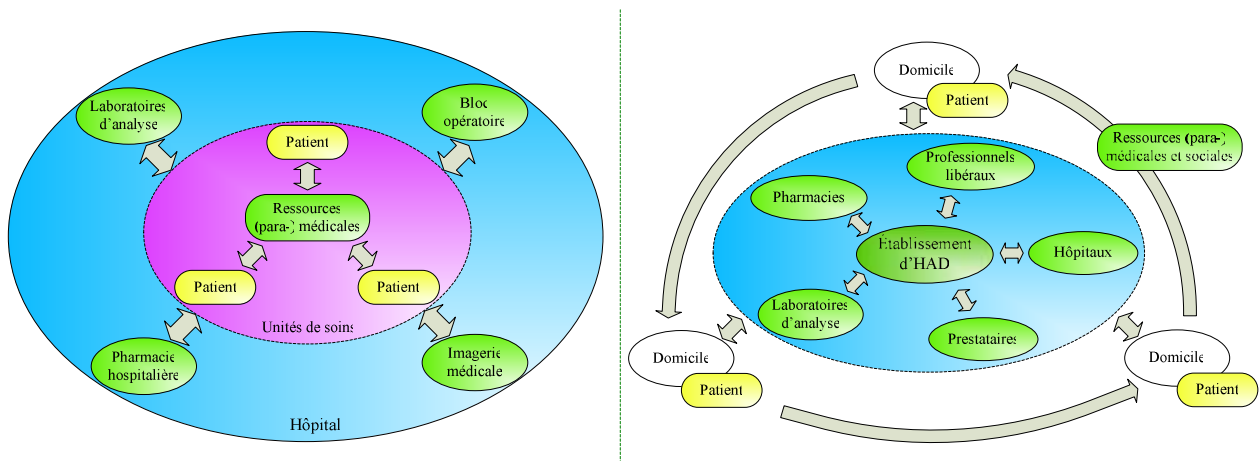 Laboratoires
d'analyse
Bloc
opératoire
Patient
Ressources
(para-) médicales
Patient
Patient
Unités de soins
Pharmacie
hospitalière
Imagerie
médicale
Hôpital
Domicile
Patient
Ressources (para-)
médicales et sociales
Professionnels
libéraux
Pharmacies
Établissement
d'HAD
Hôpitaux
Laboratoires
d'analyse
Prestataires
Domicile
Patient
Domicile
Patient